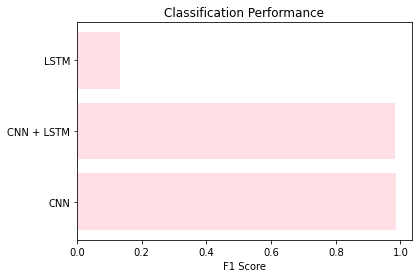 Classification Performance
LSTM
CNN + LSTM
CNN
0.0 0.2 0.4 0.6 0.8 1.0
F1 Score